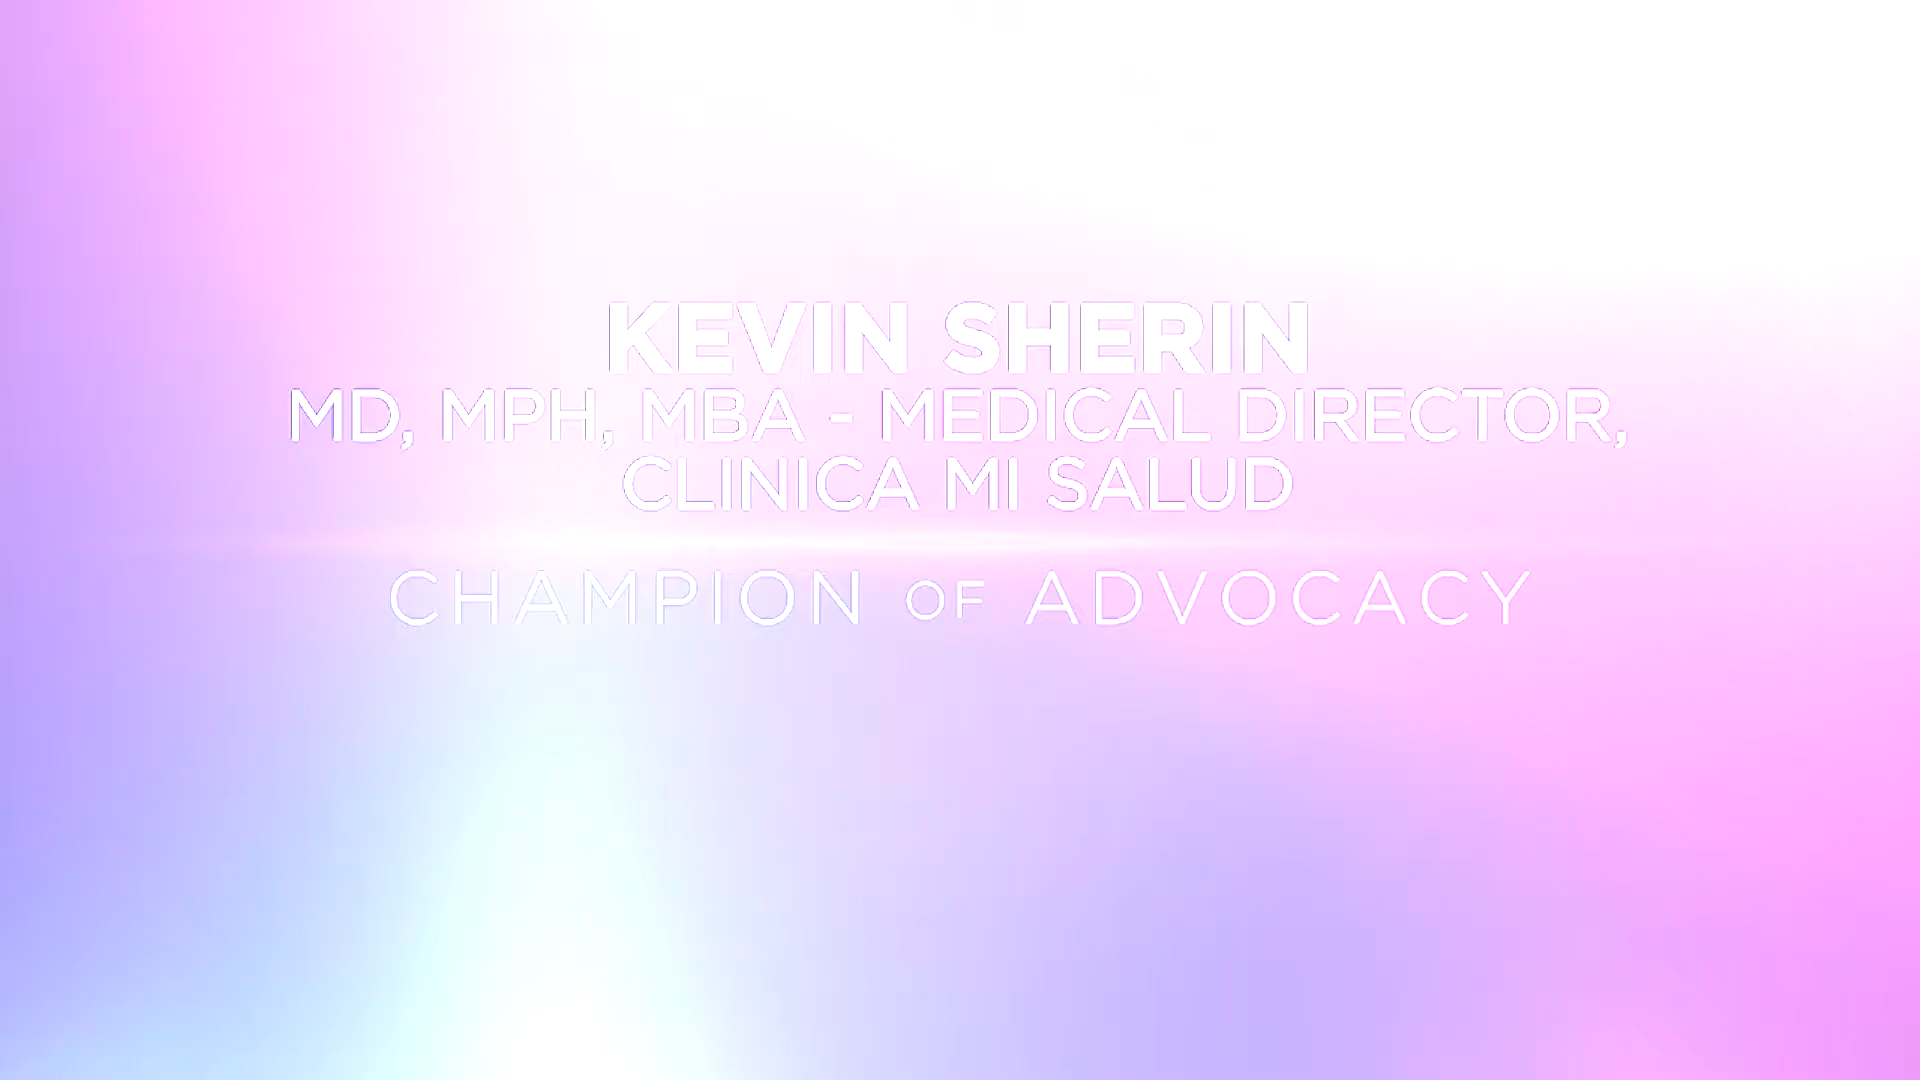 KEVIN SHERIN
MD, MPH, MBA - MEDICAL DIRECTOR,
CLINICA MI SALUD
CHAMPION OF ADVOCACY